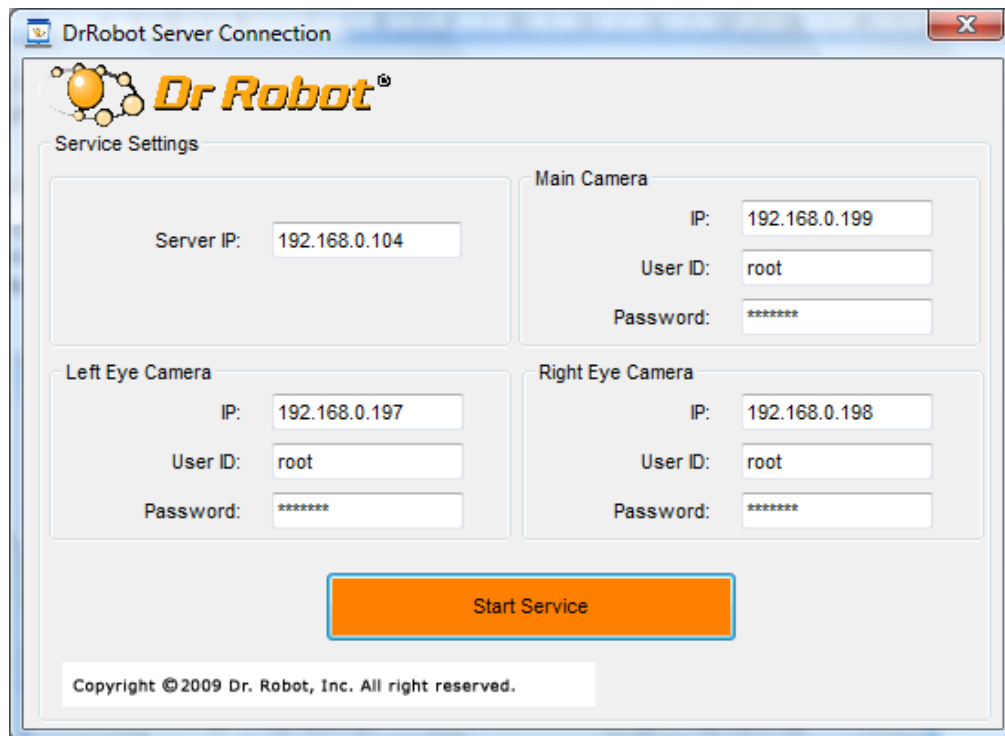 DrRobot Server Connection
Dr Robot®
Service Settings
Server IP: 192.168.0.104
Main Camera
IP: 192.168.0.199
User ID: root
Password: *******
Left Eye Camera
IP: 192.168.0.197
User ID: root
Password: *******
Right Eye Camera
IP: 192.168.0.198
User ID: root
Password: *******
Start Service
Copyright ©2009 Dr. Robot, Inc. All right reserved.